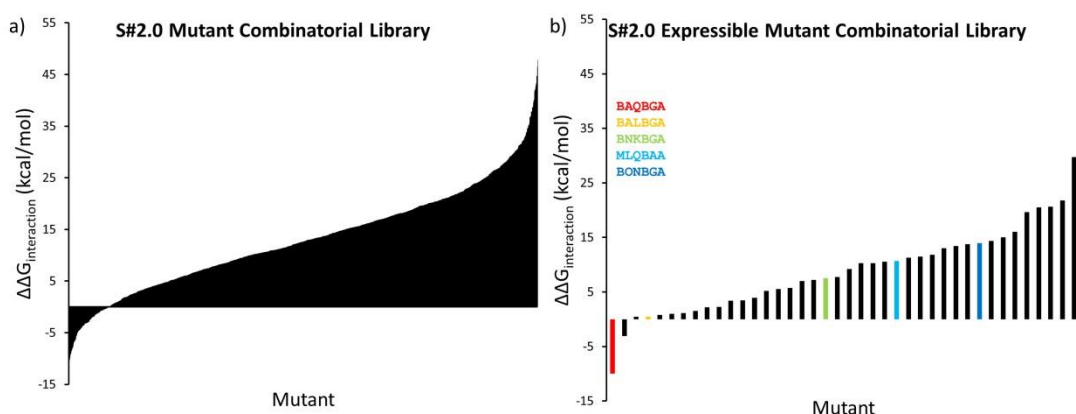 a)
S#2.0 Mutant Combinatorial Library
55
45
35
25
15
5
-5
-15
ΔΔG_interaction (kcal/mol)
Mutant
b)
S#2.0 Expressible Mutant Combinatorial Library
55
45
35
25
15
5
-5
-15
ΔΔG_interaction (kcal/mol)
BAQBGA
BALBGA
BNKBGA
MLQBAA
BONBGA
Mutant